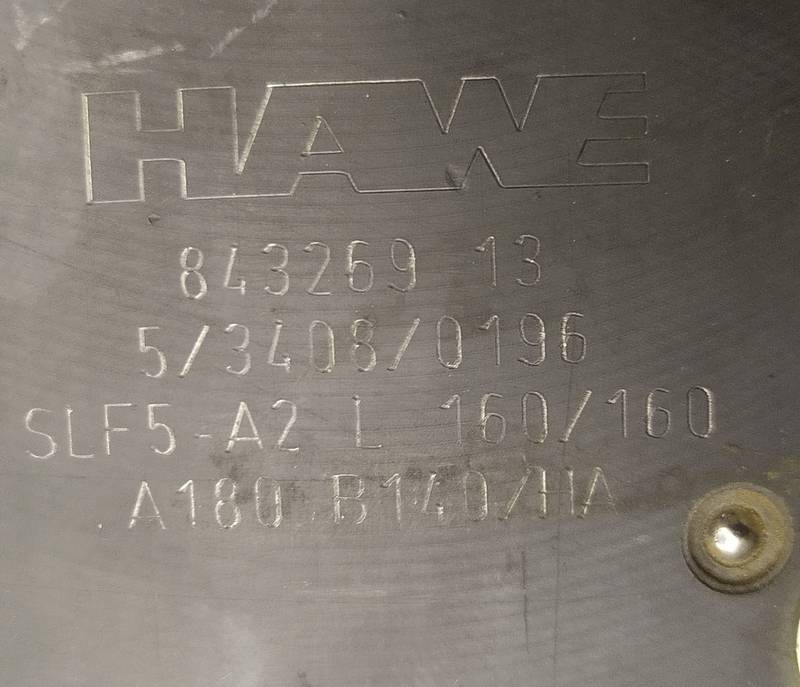 HAWE
843269 13
5/3408/0196
SLF5-A2 L 160/160
A180 B140/HA